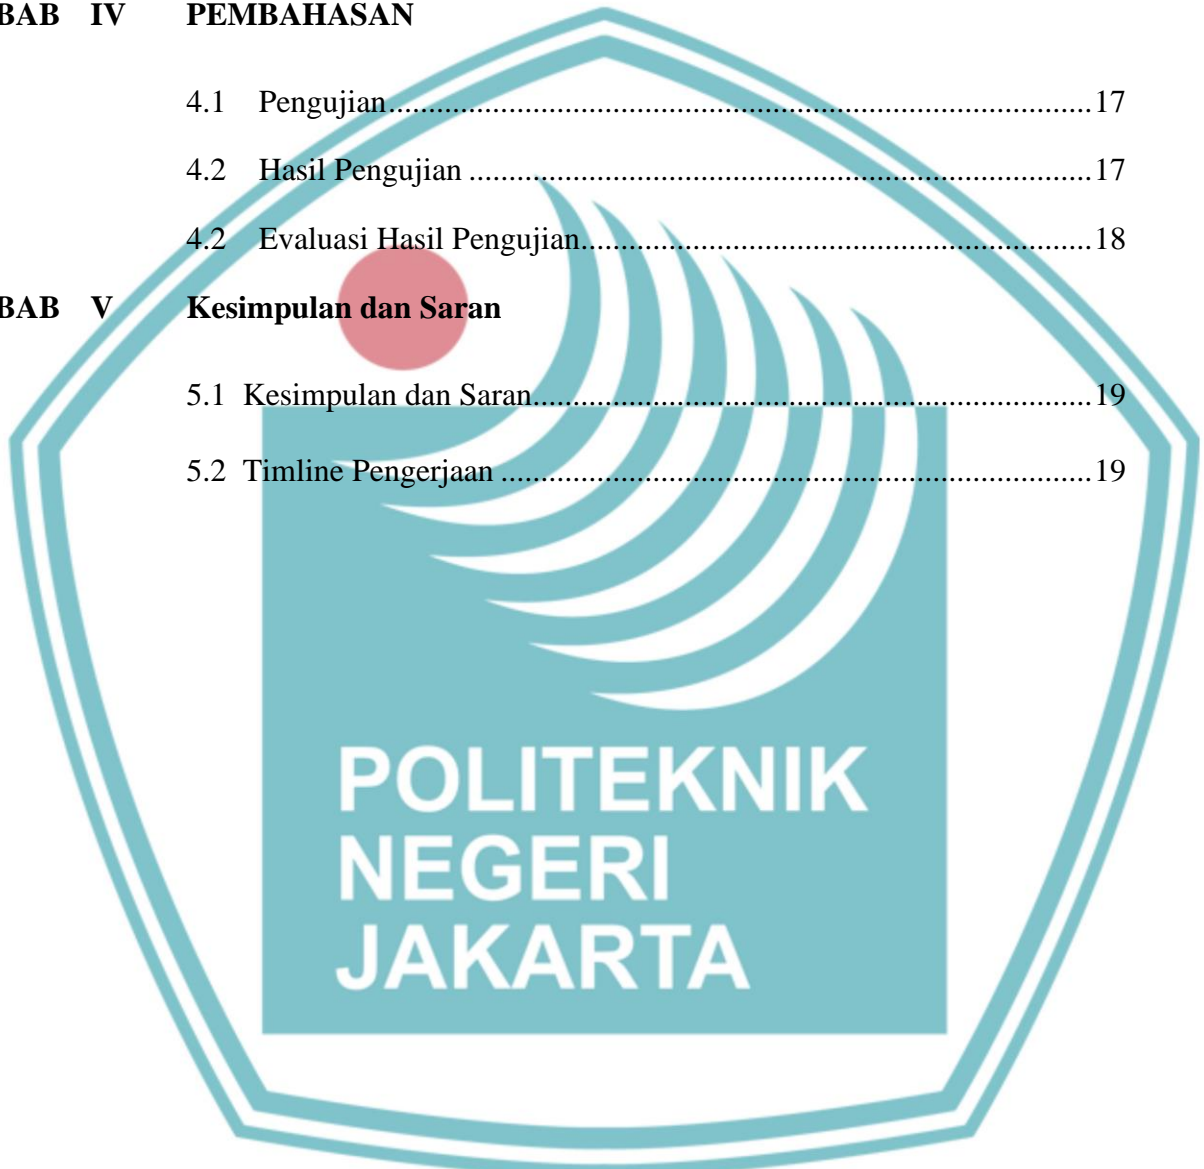 BAB IV PEMBAHASAN
4.1 Pengujian........................................................................................17
4.2 Hasil Pengujian ..............................................................................17
4.2 Evaluasi Hasil Pengujian................................................................18
BAB V Kesimpulan dan Saran
5.1 Kesimpulan dan Saran......................................................................19
5.2 Timline Pengerjaan ..........................................................................19
POLITEKNIK
NEGERI
JAKARTA